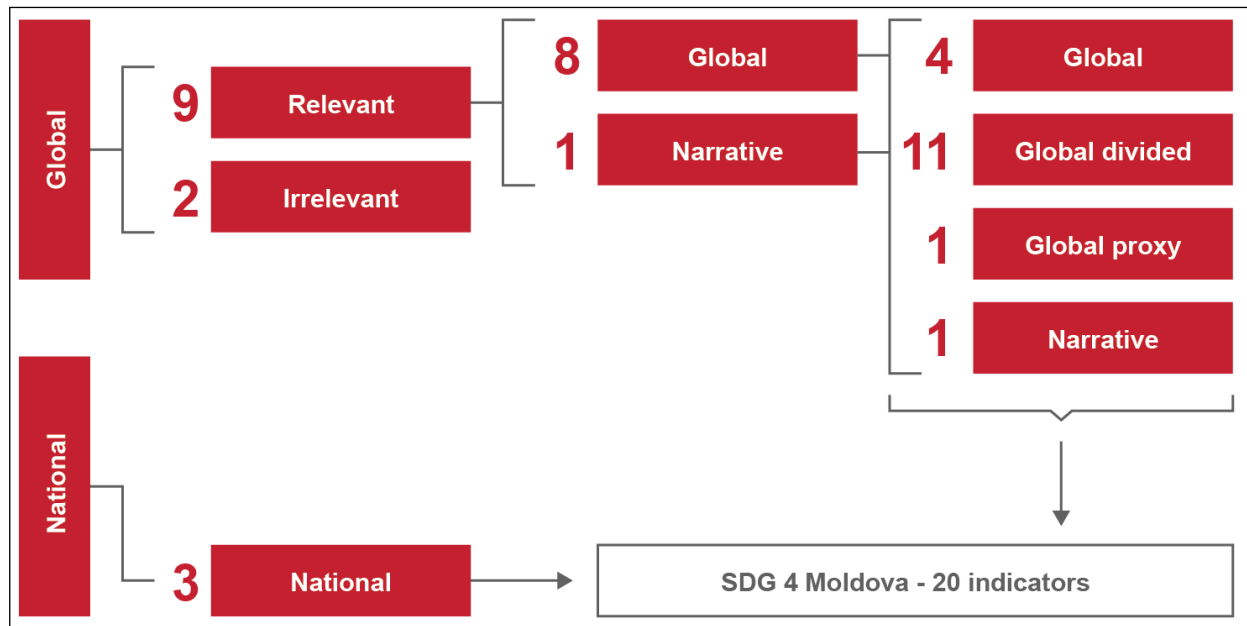 Global
9 Relevant
2 Irrelevant
8 Global
1 Narrative
4 Global
11 Global divided
1 Global proxy
1 Narrative
National
3 National
SDG 4 Moldova - 20 indicators